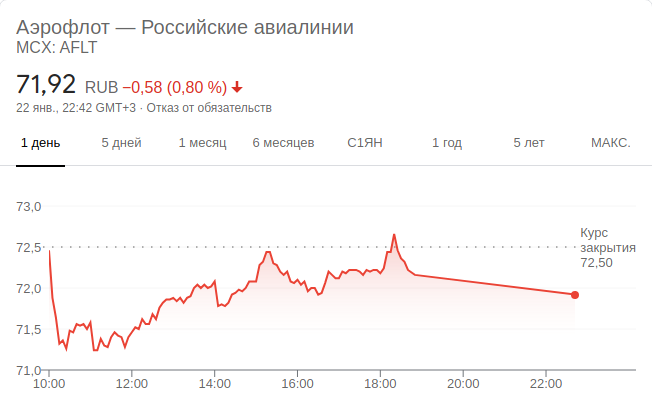 Аэрофлот — Российские авиалинии
MCX: AFLT
71,92 RUB −0,58 (0,80 %)
22 янв., 22:42 GMT+3 · Отказ от обязательств
1 день 5 дней 1 месяц 6 месяцев С1ЯН 1 год 5 лет МАКС.
73,0
Курс
72,5 закрытия
72,50
72,0
71,5
71,0
10:00 12:00 14:00 16:00 18:00 20:00 22:00